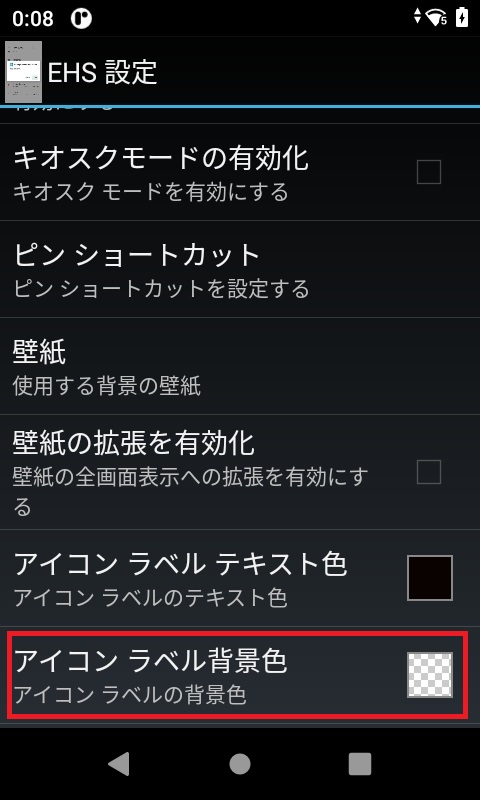 0:08
5
EHS 設定
キオスクモードの有効化
キオスク モードを有効にする
ピン ショートカット
ピン ショートカットを設定する
壁紙
使用する背景の壁紙
壁紙の拡張を有効化
壁紙の全画面表示への拡張を有効にす
る
アイコン ラベル テキスト色
アイコン ラベルのテキスト色
アイコン ラベル背景色
アイコン ラベルの背景色